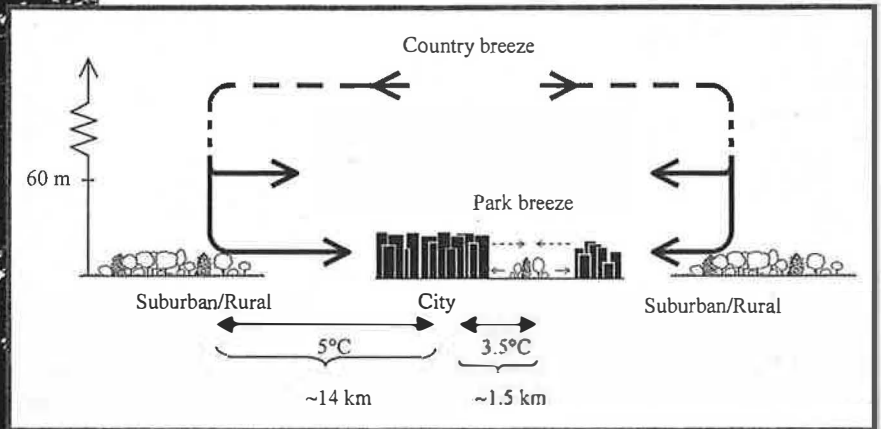 Country breeze
60 m
Park breeze
Suburban/Rural City Suburban/Rural
5°C 3.5°C
~14 km ~1.5 km